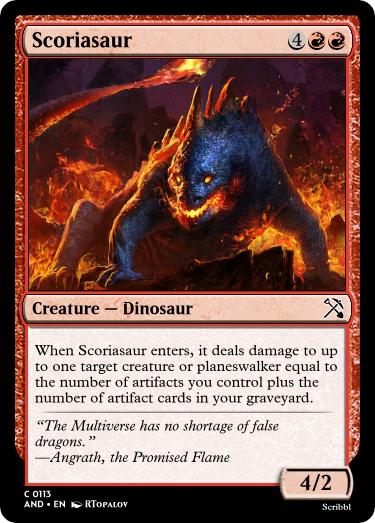 Scoriasaur 4
Creature — Dinosaur
When Scoriasaur enters, it deals damage to up
to one target creature or planeswalker equal to
the number of artifacts you control plus the
number of artifact cards in your graveyard.
“The Multiverse has no shortage of false
dragons.”
—Angrath, the Promised Flame
4/2
C 0113
AND • EN RTopalov
Scribbl